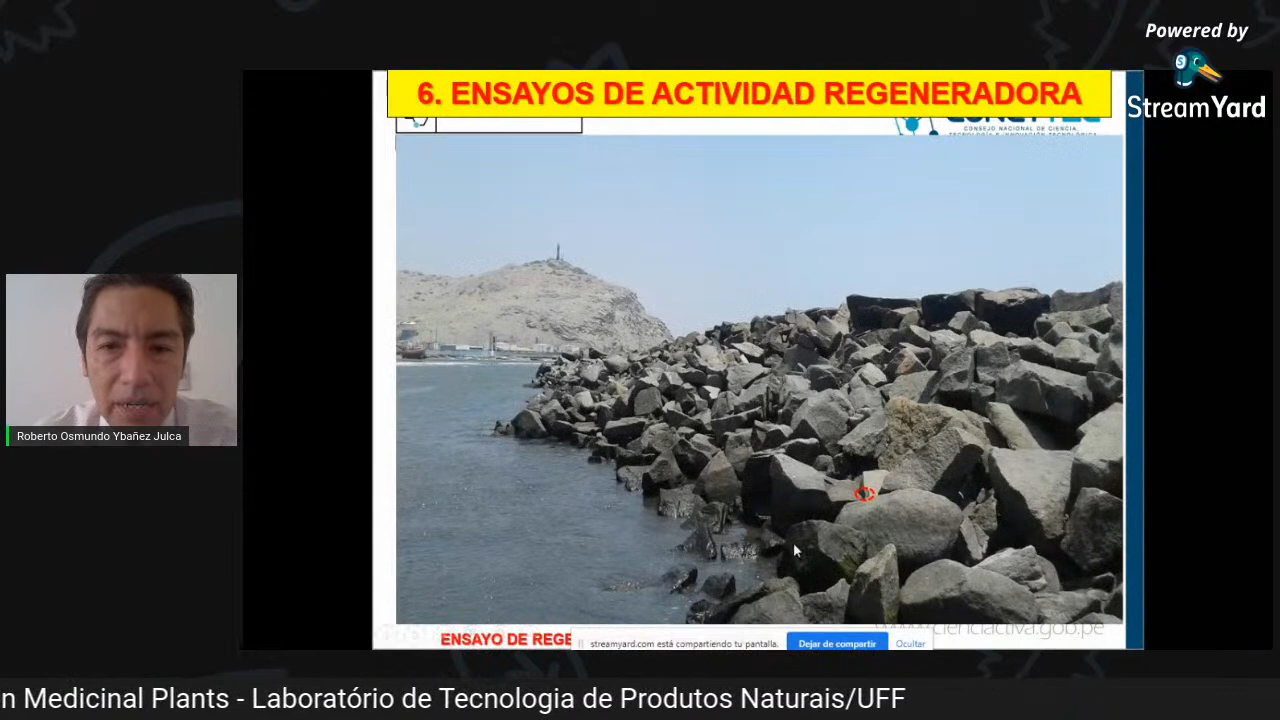 Powered by
StreamYard
6. ENSAYOS DE ACTIVIDAD REGENERADORA
CONSEJO NACIONAL DE CIENCIA,
TECNOLOGÍA E INNOVACIÓN TECNOLÓGICA
Roberto Osmundo Ybañez Julca
www.cienciactiva.gob.pe
ENSAYO DE REGE
streamyard.com está compartiendo tu pantalla.
Dejar de compartir
Ocultar
n Medicinal Plants - Laboratório de Tecnologia de Produtos Naturais/UFF